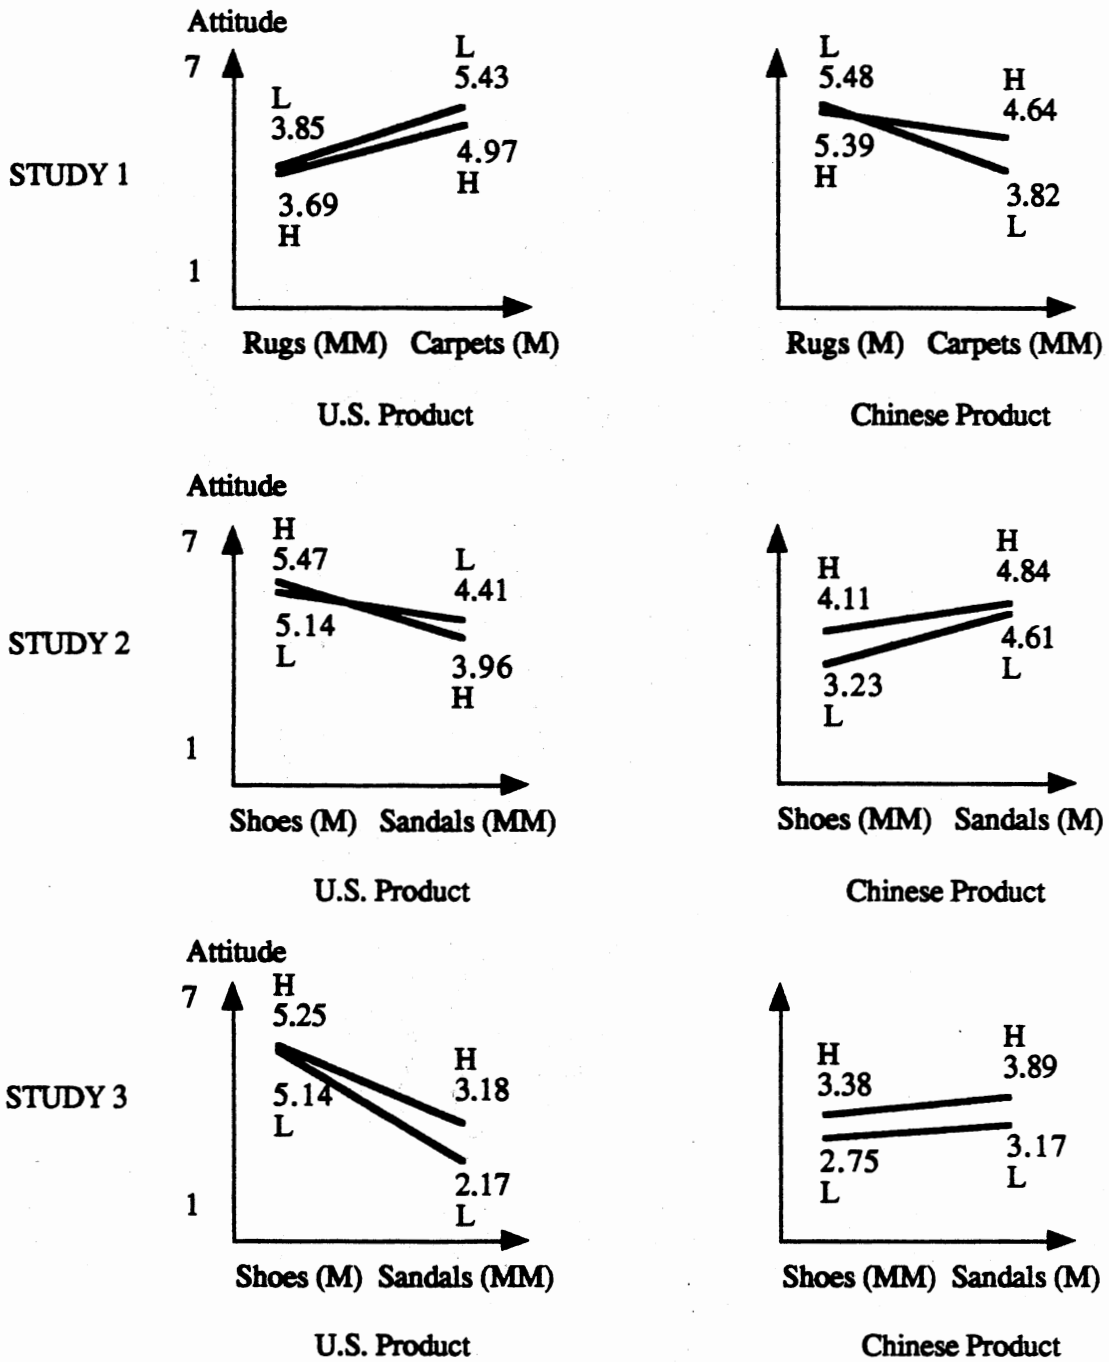 Attitude
7
L
3.85
L
5.43
4.97
H
3.69
H
1
STUDY 1
Rugs (MM) Carpets (M)
U.S. Product
L
5.48
H
4.64
5.39
H
3.82
L
Rugs (M) Carpets (MM)
Chinese Product
Attitude
7
H
5.47
L
4.41
5.14
L
3.96
H
1
STUDY 2
Shoes (M) Sandals (MM)
U.S. Product
H
4.11
H
4.84
4.61
L
3.23
L
Shoes (MM) Sandals (M)
Chinese Product
Attitude
7
H
5.25
H
3.18
5.14
L
2.17
L
1
STUDY 3
Shoes (M) Sandals (MM)
U.S. Product
H
3.38
H
3.89
2.75
L
3.17
L
Shoes (MM) Sandals (M)
Chinese Product